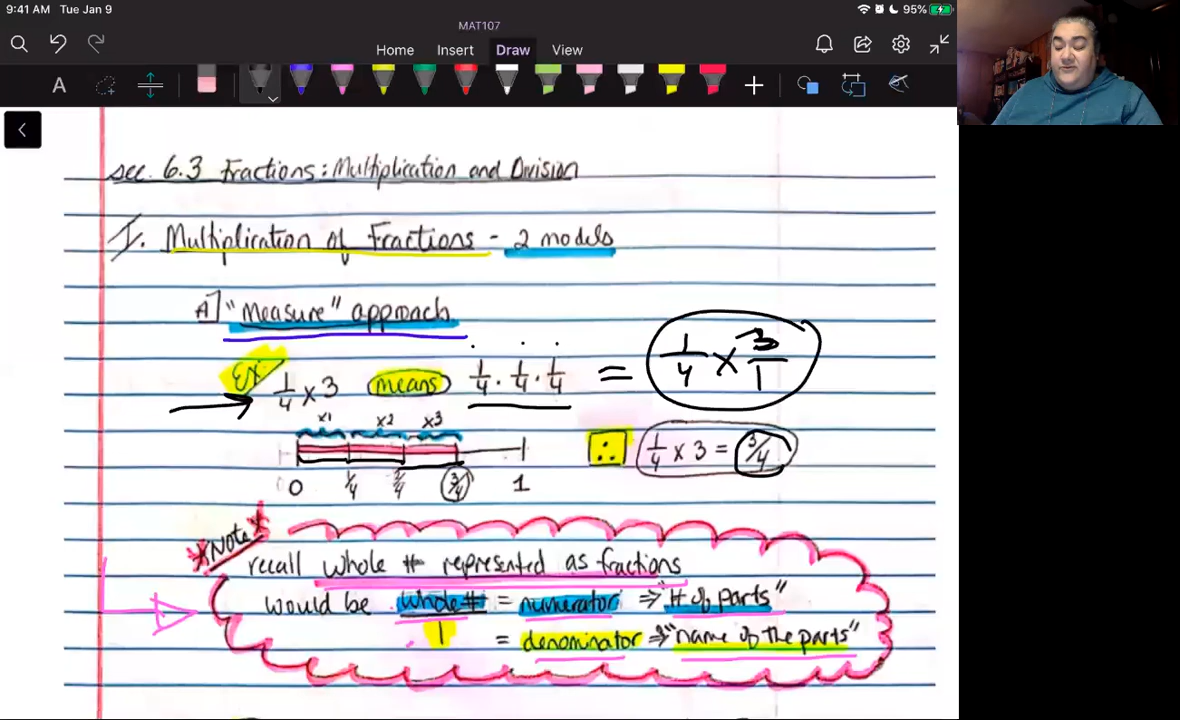 9:41 AM Tue Jan 9
95%
MAT107
Home Insert Draw View
A
sec. 6.3 Fractions: Multiplication and Division
I. Multiplication of Fractions - 2 models
A] "Measure" approach
Ex 1/4 x 3 means 1/4 · 1/4 · 1/4 = 1/4 x 3/1
x1 x2 x3
∴ 1/4 x 3 = 3/4
0 1/4 2/4 3/4 1
*Note*
recall whole # represented as fractions
would be whole # = numerator ⇒ "# of parts"
1 = denominator ⇒ "name of the parts"